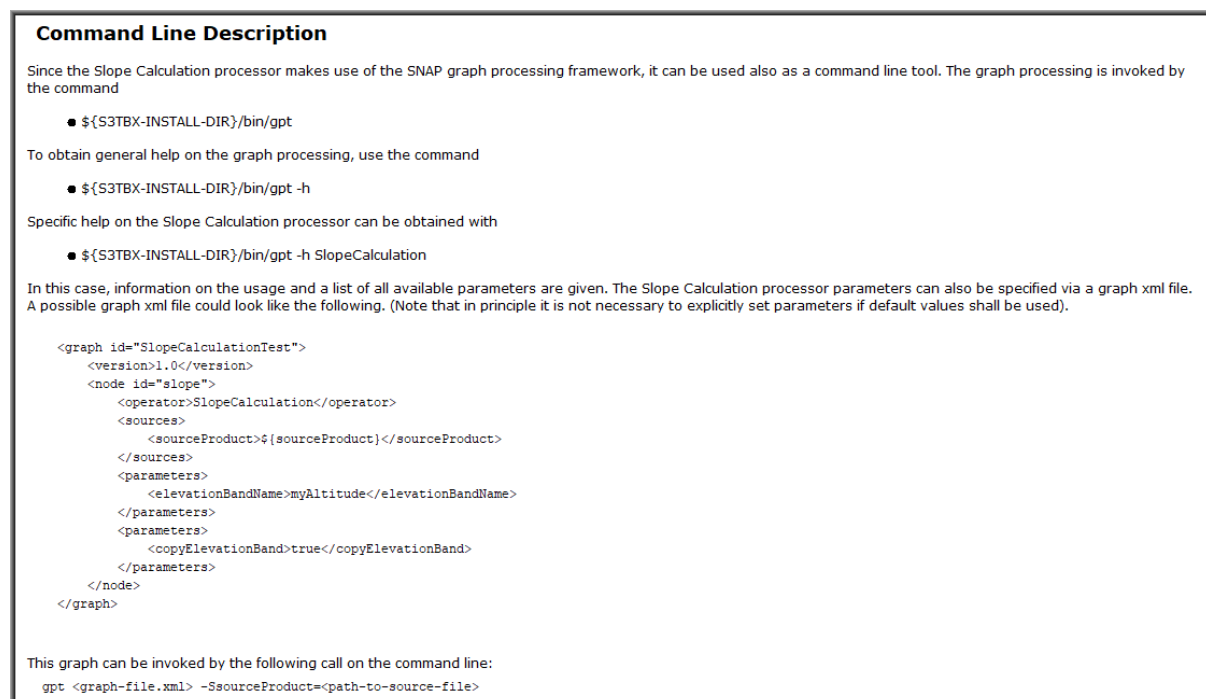 Command Line Description
Since the Slope Calculation processor makes use of the SNAP graph processing framework, it can be used also as a command line tool. The graph processing is invoked by
the command
● ${S3TBX-INSTALL-DIR}/bin/gpt
To obtain general help on the graph processing, use the command
● ${S3TBX-INSTALL-DIR}/bin/gpt -h
Specific help on the Slope Calculation processor can be obtained with
● ${S3TBX-INSTALL-DIR}/bin/gpt -h SlopeCalculation
In this case, information on the usage and a list of all available parameters are given. The Slope Calculation processor parameters can also be specified via a graph xml file.
A possible graph xml file could look like the following. (Note that in principle it is not necessary to explicitly set parameters if default values shall be used).
<graph id="SlopeCalculationTest">
<version>1.0</version>
<node id="slope">
<operator>SlopeCalculation</operator>
<sources>
<sourceProduct>${sourceProduct}</sourceProduct>
</sources>
<parameters>
<elevationBandName>myAltitude</elevationBandName>
</parameters>
<parameters>
<copyElevationBand>true</copyElevationBand>
</parameters>
</node>
</graph>
This graph can be invoked by the following call on the command line:
gpt <graph-file.xml> -SsourceProduct=<path-to-source-file>